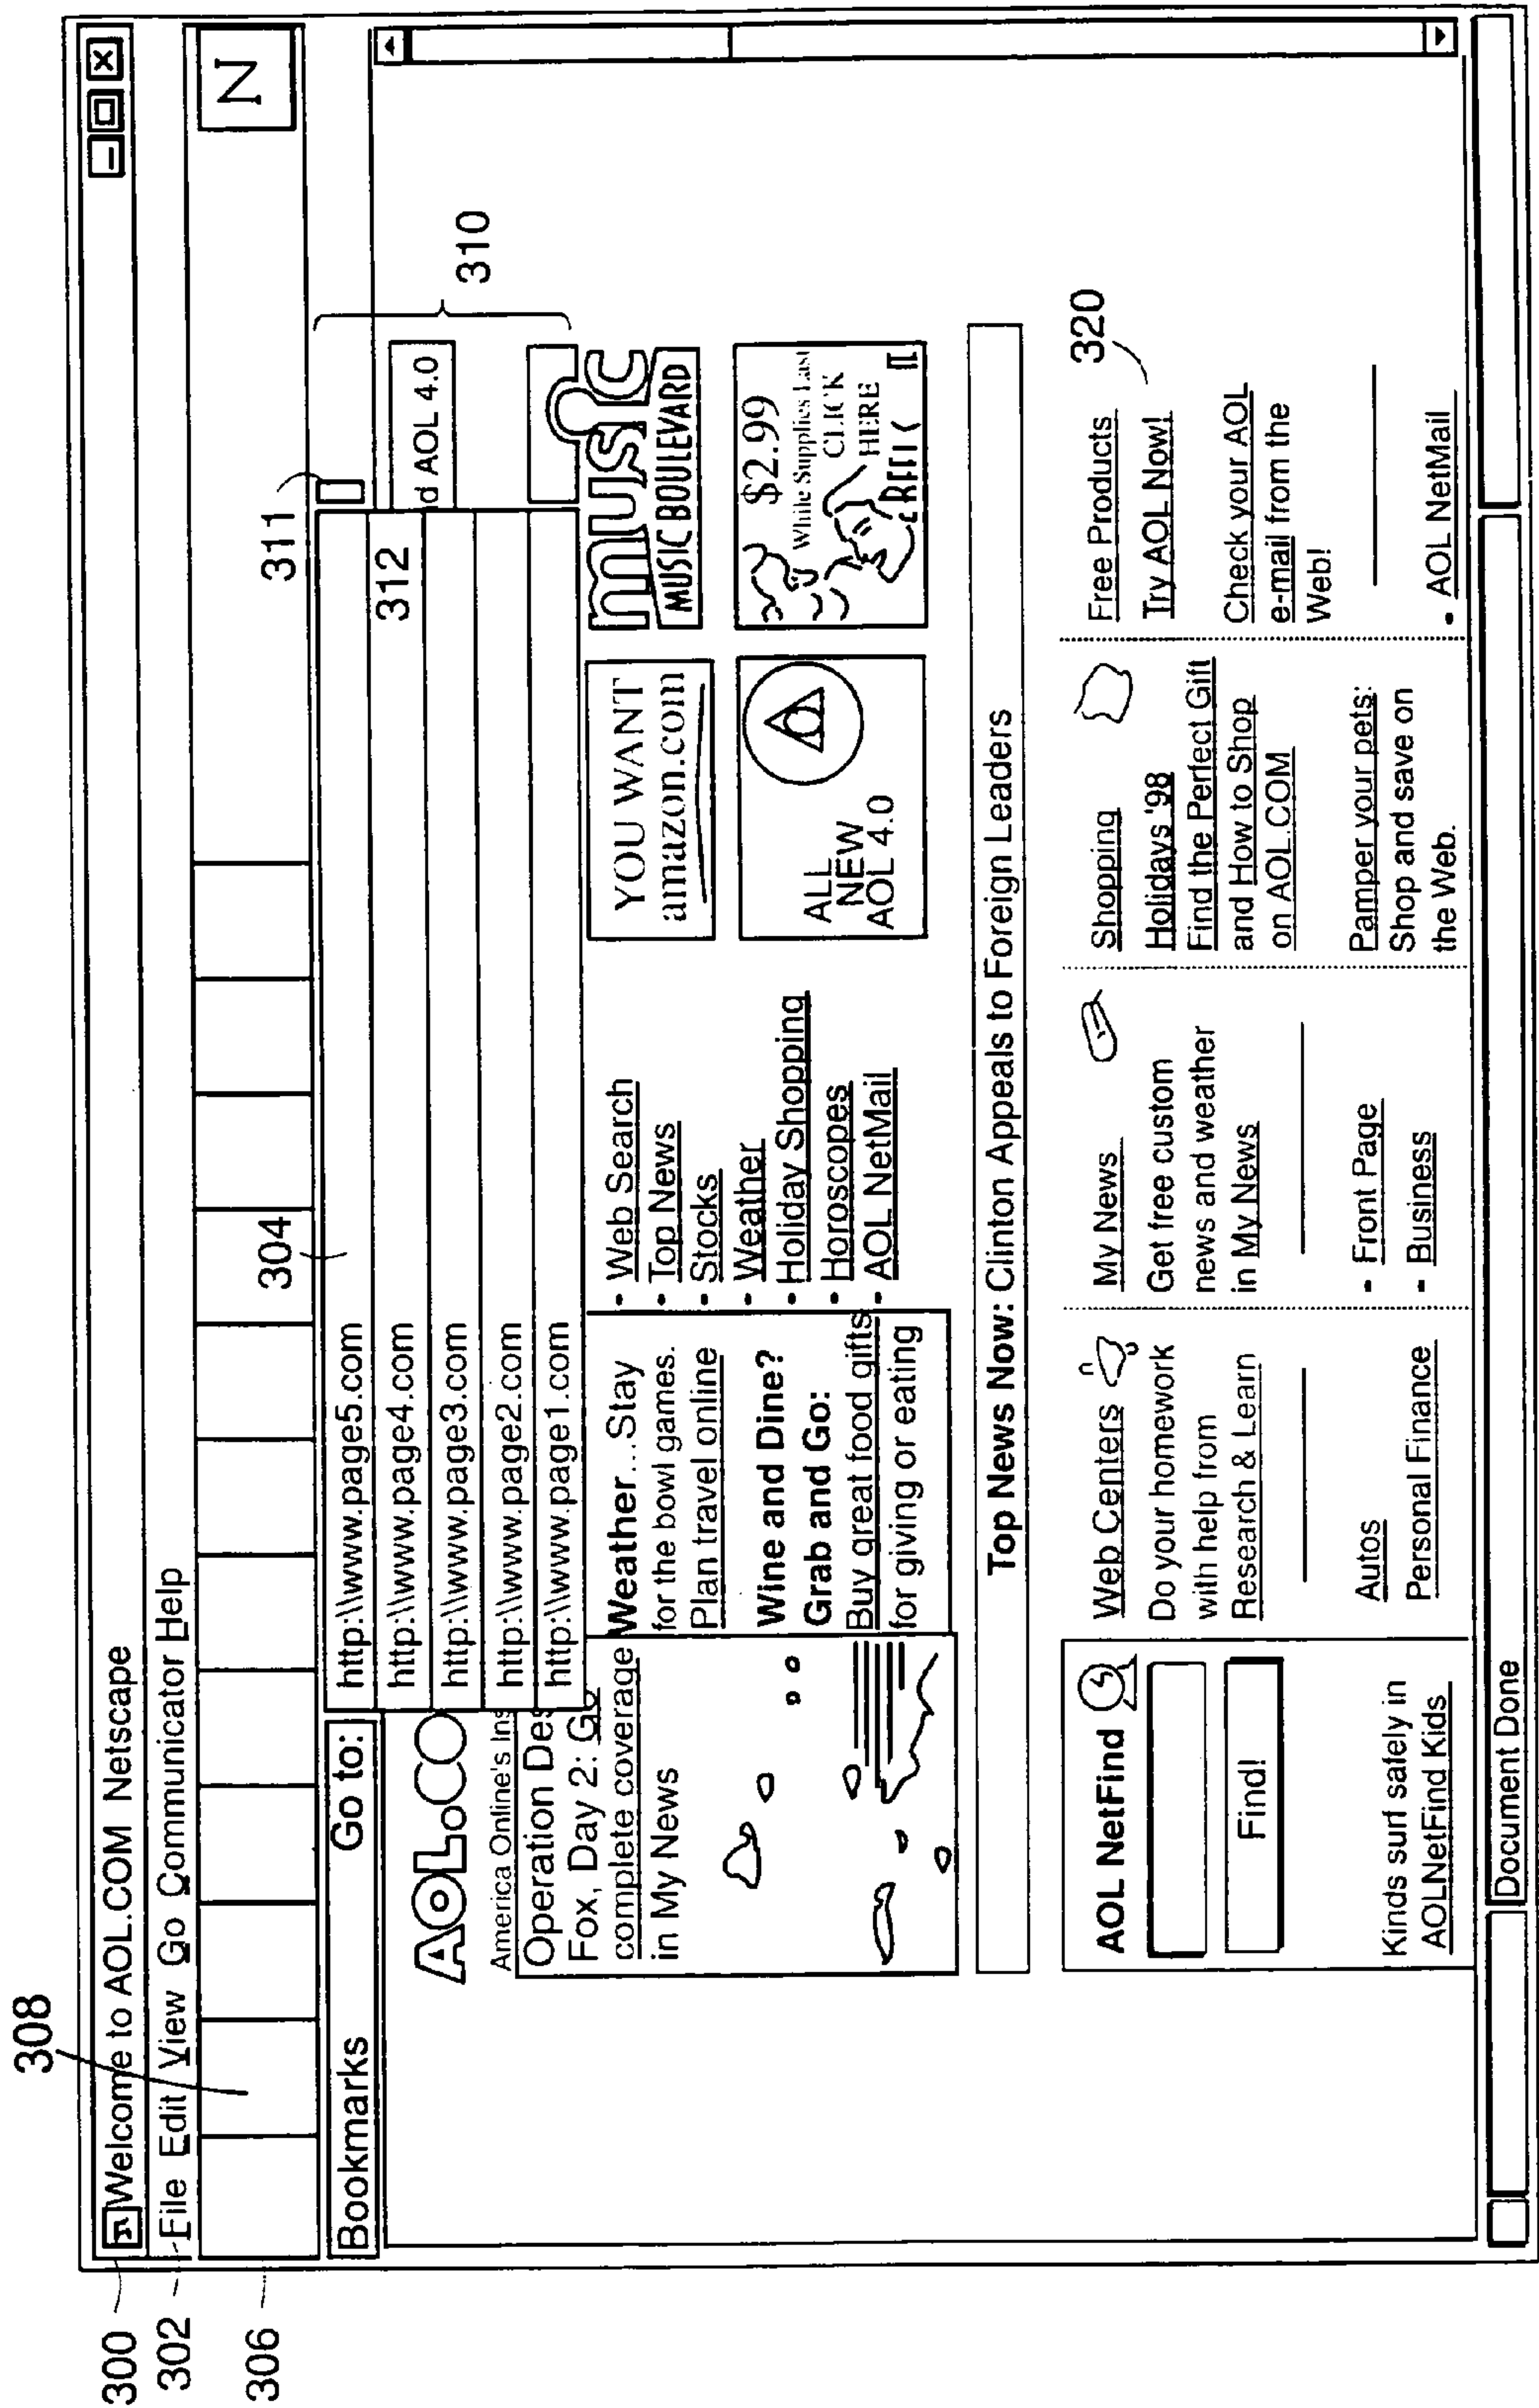 308
300
Welcome to AOL.COM Netscape
302
File Edit View Go Communicator Help
306
N
304
311
Bookmarks
Go to:
http:\\www.page5.com
http:\\www.page4.com
312
http:\\www.page3.com
http:\\www.page2.com
http:\\www.page1.com
310
AOL.CO
d AOL 4.0
America Online's Ins
Operation Des
Fox, Day 2: Go
complete coverage
in My News
Weather...Stay
for the bowl games.
Plan travel online
Wine and Dine?
Grab and Go:
Buy great food gifts
for giving or eating
• Web Search
• Top News
• Stocks
• Weather
• Holiday Shopping
• Horoscopes
• AOL NetMail
YOU WANT
amazon.com
music
MUSIC BOULEVARD
ALL
NEW
AOL 4.0
$2.99
While Supplies Last
CLICK
HERE
Top News Now: Clinton Appeals to Foreign Leaders
AOL NetFind
Find!
Kinds surf safely in
AOLNetFind Kids
Web Centers
Do your homework
with help from
Research & Learn
Autos
Personal Finance
My News
Get free custom
news and weather
in My News
- Front Page
- Business
Shopping
Holidays '98
Find the Perfect Gift
and How to Shop
on AOL.COM
Pamper your pets:
Shop and save on
the Web.
320
Free Products
Try AOL Now!
Check your AOL
e-mail from the
Web!
• AOL NetMail
Document Done